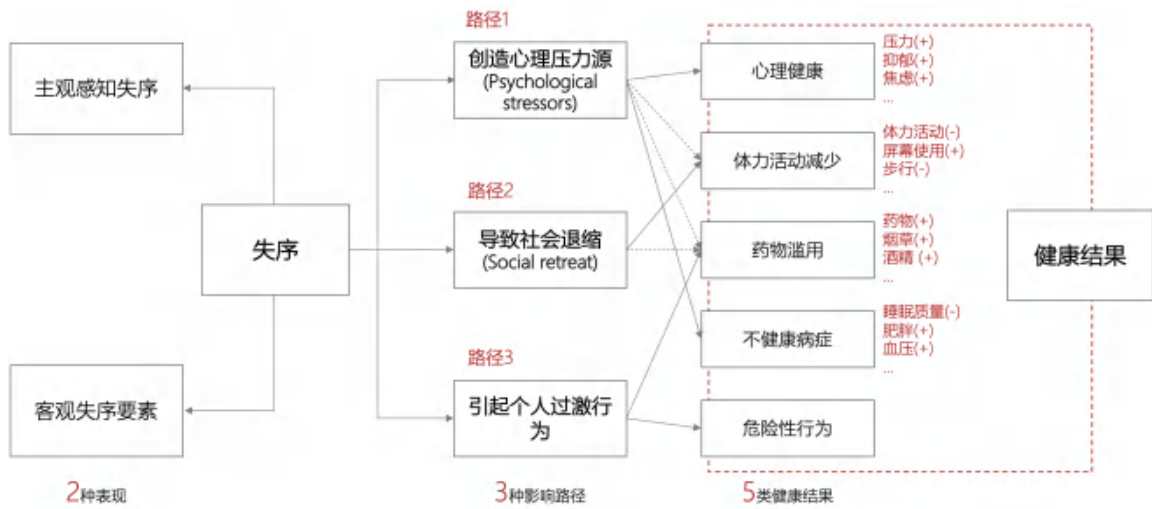 主观感知失序
失序
客观失序要素
2种表现
路径1
创造心理压力源
(Psychological
stressors)
路径2
导致社会退缩
(Social retreat)
路径3
引起个人过激行
为
3种影响路径
心理健康
压力(+)
抑郁(+)
焦虑(+)
...
体力活动减少
体力活动(-)
屏幕使用(+)
步行(-)
...
药物滥用
药物(+)
烟草(+)
酒精 (+)
...
不健康病症
睡眠质量(-)
肥胖(+)
血压(+)
...
危险性行为
5类健康结果
健康结果